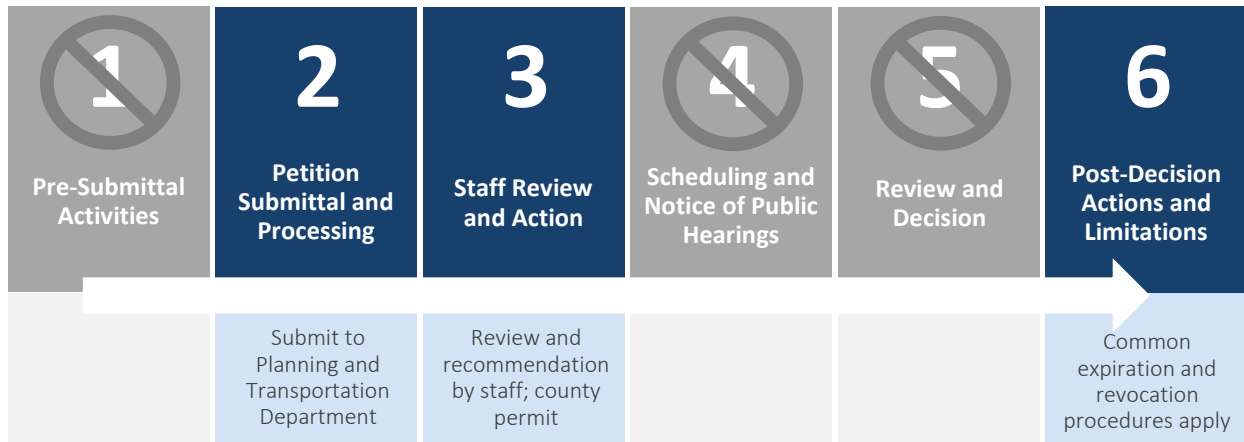 1
Pre-Submittal
Activities
2
Petition
Submittal and
Processing
Submit to
Planning and
Transportation
Department
3
Staff Review
and Action
Review and
recommendation
by staff; county
permit
4
Scheduling and
Notice of Public
Hearings
5
Review and
Decision
6
Post-Decision
Actions and
Limitations
Common
expiration and
revocation
procedures apply